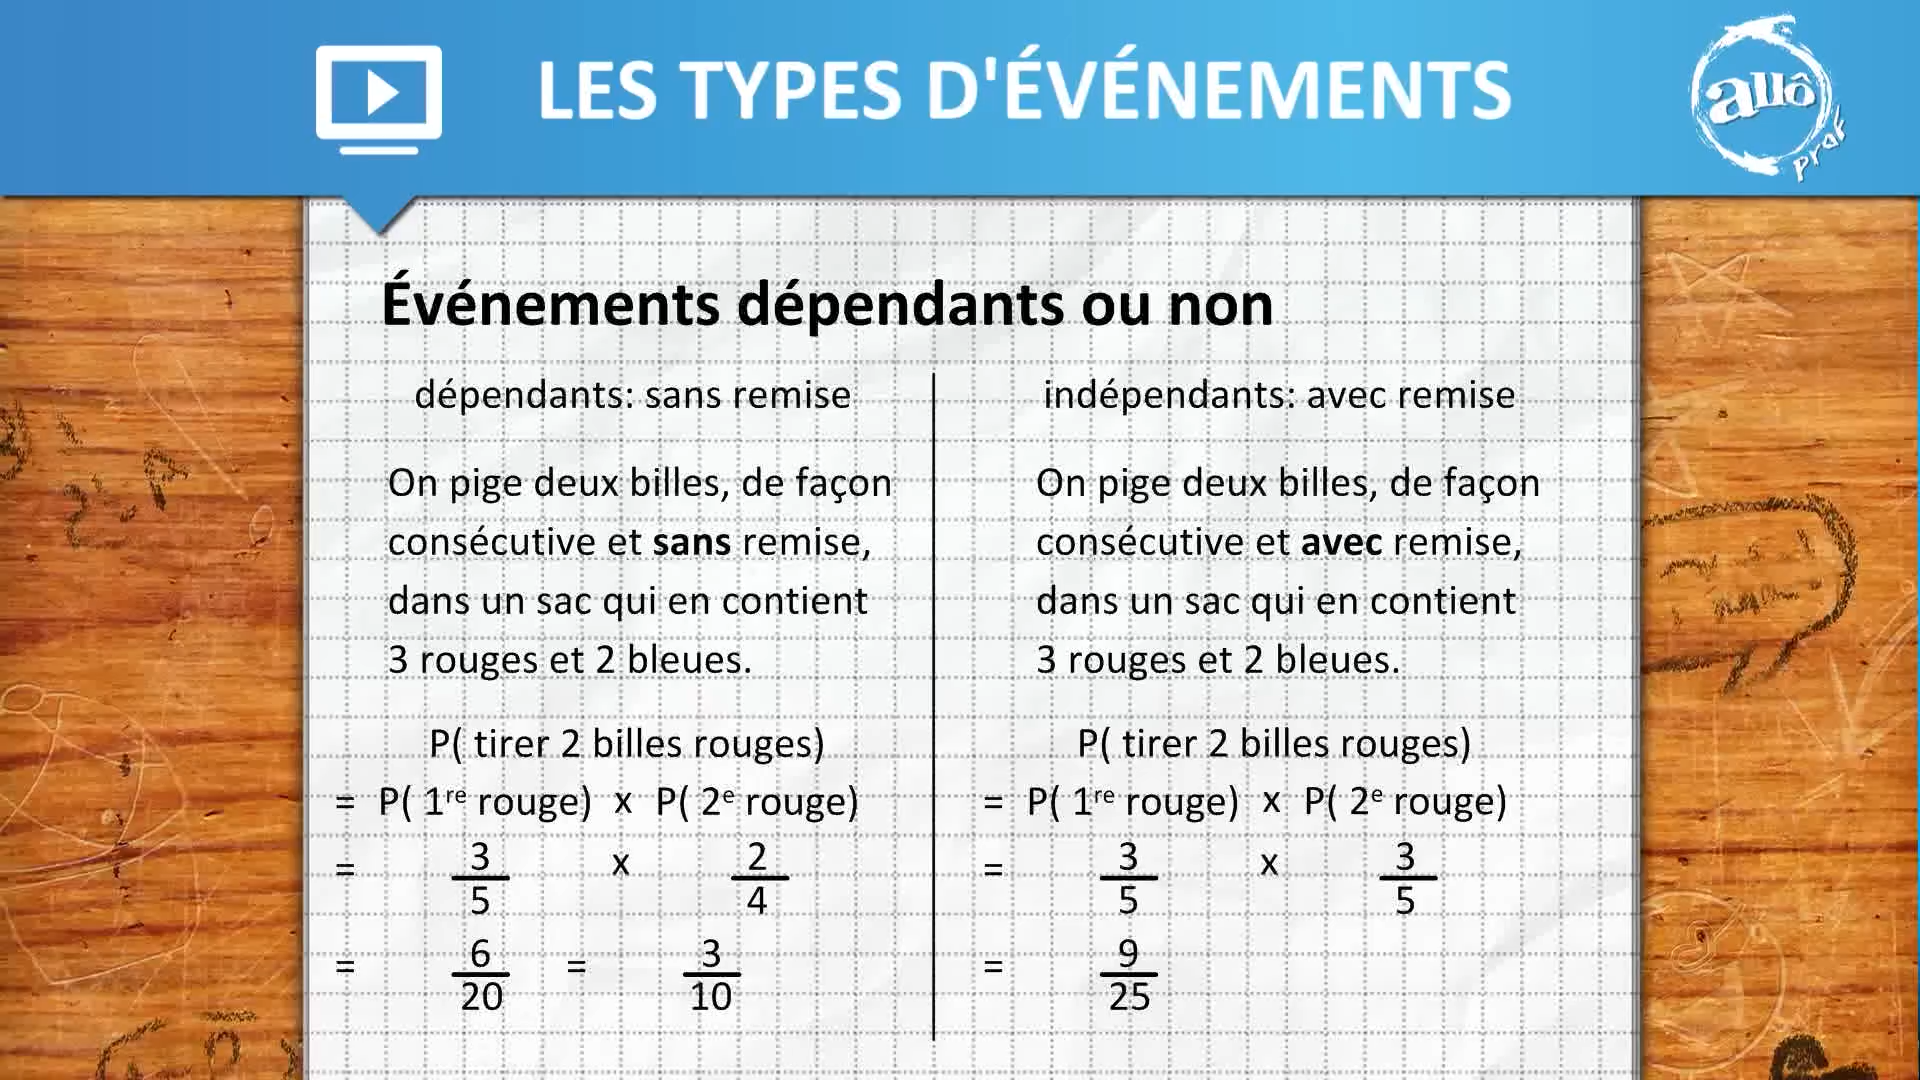 LES TYPES D'ÉVÉNEMENTS
allô
prof
Événements dépendants ou non
dépendants: sans remise
On pige deux billes, de façon
consécutive et sans remise,
dans un sac qui en contient
3 rouges et 2 bleues.
P( tirer 2 billes rouges)
= P( 1re rouge) x P( 2e rouge)
= 3/5 x 2/4
= 6/20 = 3/10
indépendants: avec remise
On pige deux billes, de façon
consécutive et avec remise,
dans un sac qui en contient
3 rouges et 2 bleues.
P( tirer 2 billes rouges)
= P( 1re rouge) x P( 2e rouge)
= 3/5 x 3/5
= 9/25